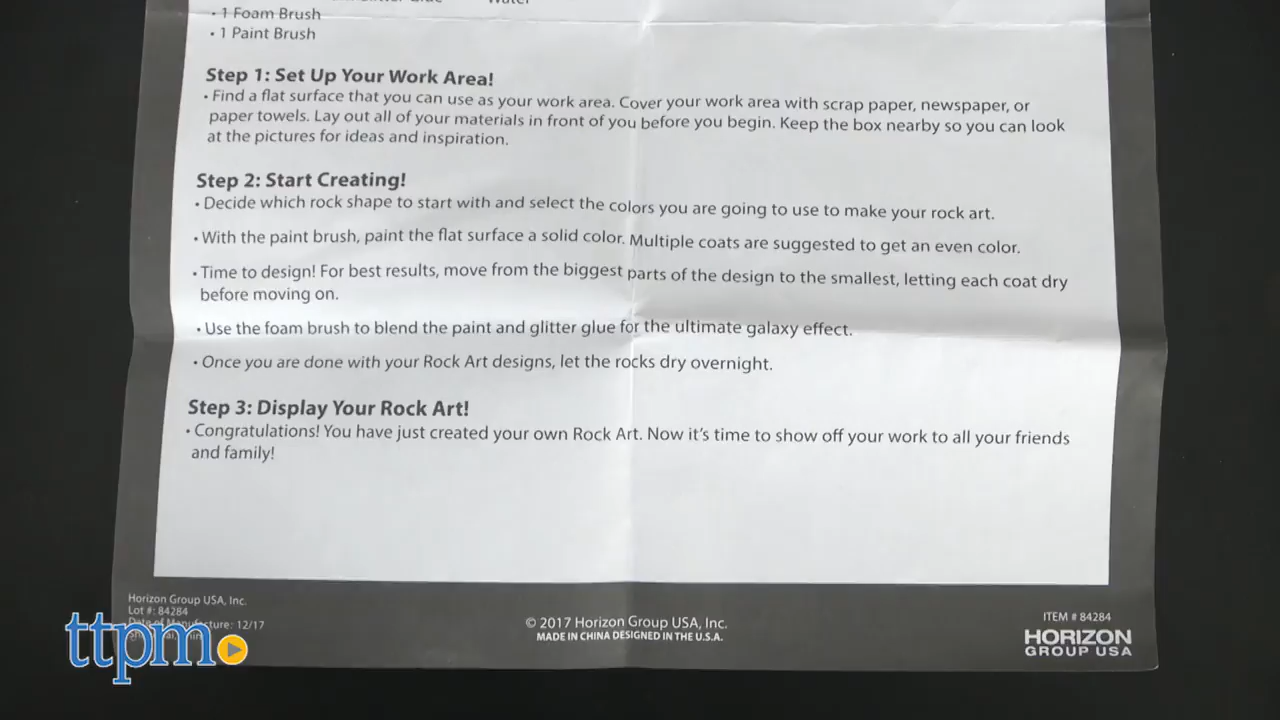 Water
• 1 Foam Brush
• 1 Paint Brush
Step 1: Set Up Your Work Area!
• Find a flat surface that you can use as your work area. Cover your work area with scrap paper, newspaper, or
paper towels. Lay out all of your materials in front of you before you begin. Keep the box nearby so you can look
at the pictures for ideas and inspiration.
Step 2: Start Creating!
• Decide which rock shape to start with and select the colors you are going to use to make your rock art.
• With the paint brush, paint the flat surface a solid color. Multiple coats are suggested to get an even color.
• Time to design! For best results, move from the biggest parts of the design to the smallest, letting each coat dry
before moving on.
• Use the foam brush to blend the paint and glitter glue for the ultimate galaxy effect.
• Once you are done with your Rock Art designs, let the rocks dry overnight.
Step 3: Display Your Rock Art!
• Congratulations! You have just created your own Rock Art. Now it's time to show off your work to all your friends
and family!
Horizon Group USA, Inc.
Lot #: 84284
Date of Manufacture: 12/17
ttpm
© 2017 Horizon Group USA, Inc.
MADE IN CHINA DESIGNED IN THE U.S.A.
ITEM # 84284
HORIZON
GROUP USA